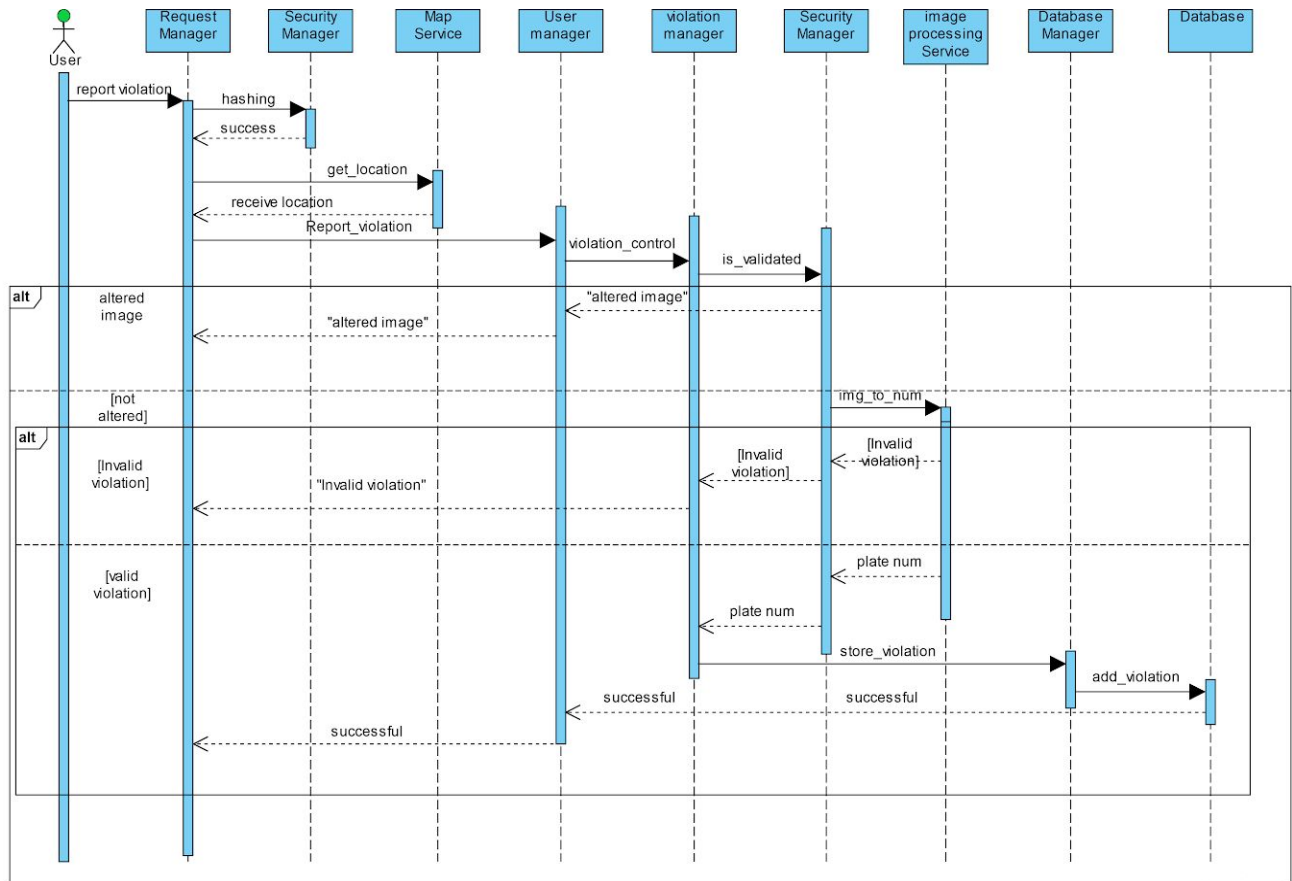 Request
Manager
Security
Manager
Map
Service
User
manager
violation
manager
Security
Manager
image
processing
Service
Database
Manager
Database
User
report violation
hashing
success
get_location
receive location
Report_violation
violation_control
is_validated
alt
altered
image
"altered image"
"altered image"
[not
altered]
img_to_num
alt
[Invalid
violation]
[Invalid
violation]
[Invalid
violation]
"Invalid violation"
[valid
violation]
plate num
plate num
store_violation
add_violation
successful
successful
successful